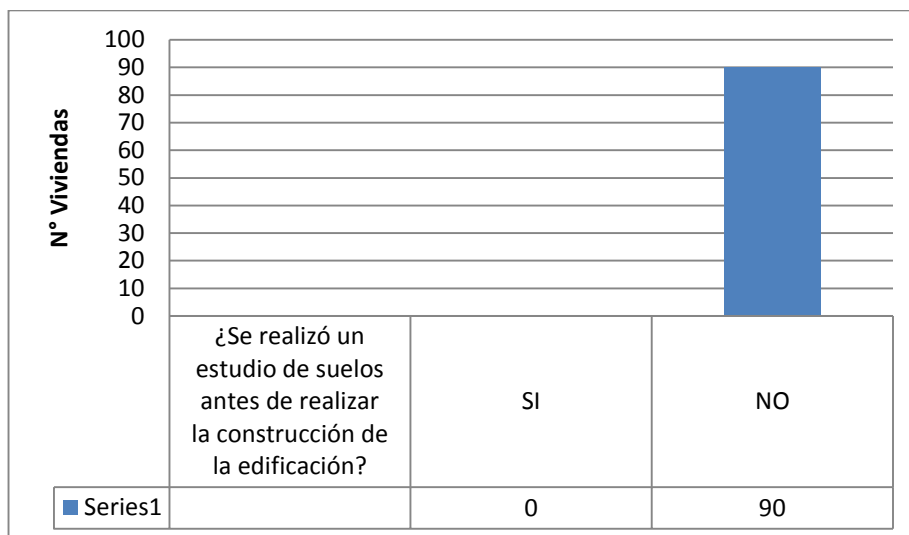 N° Viviendas
100
90
80
70
60
50
40
30
20
10
0
¿Se realizó un
estudio de suelos
antes de realizar
la construcción de
la edificación?
SI
NO
Series1
0
90